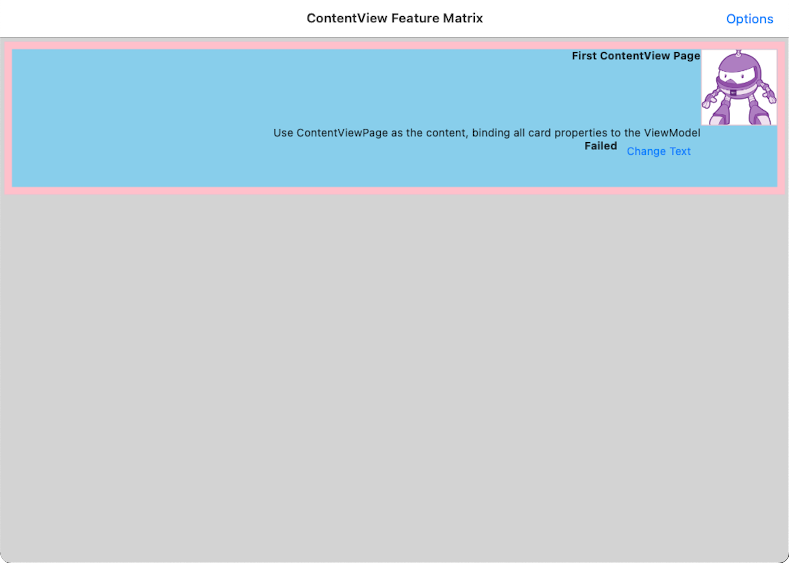 ContentView Feature Matrix
Options
First ContentView Page
Use ContentViewPage as the content, binding all card properties to the ViewModel
Failed
Change Text